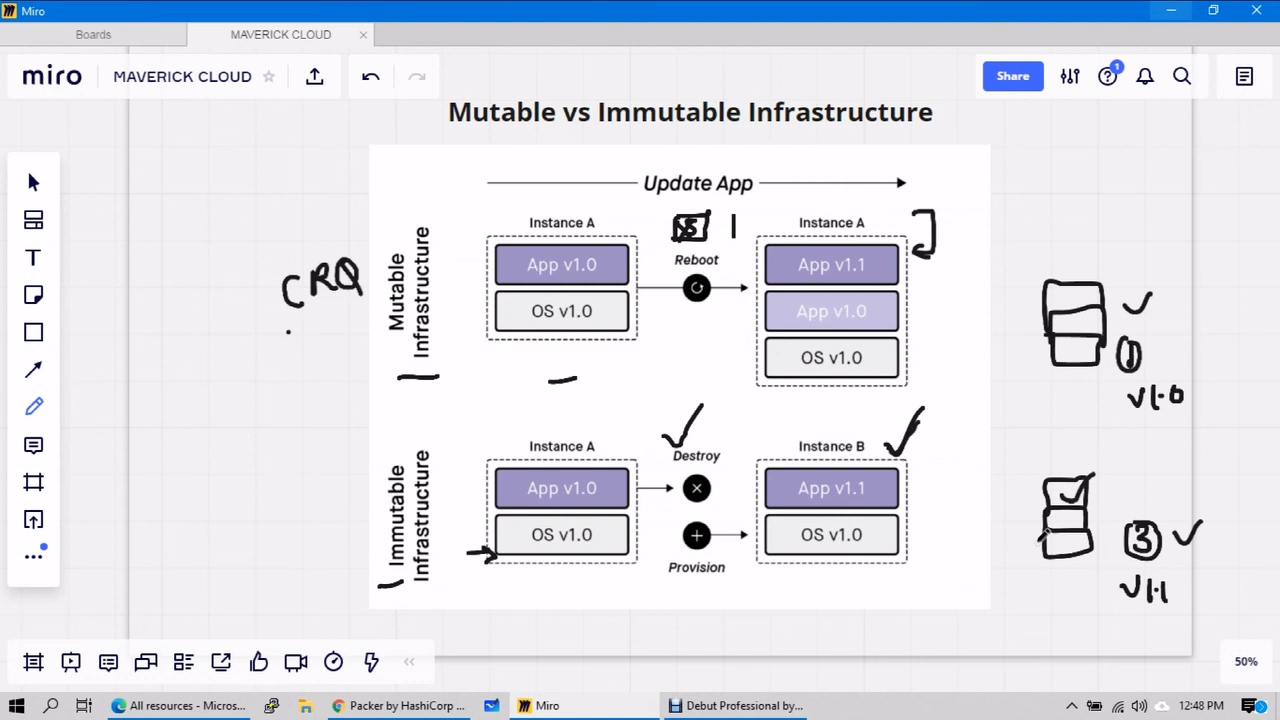 Miro
Boards
MAVERICK CLOUD
miro
MAVERICK CLOUD
Share
1
Mutable vs Immutable Infrastructure
Update App
Mutable
Infrastructure
Instance A
App v1.0
OS v1.0
Reboot
Instance A
App v1.1
App v1.0
OS v1.0
CRQ
1
v1.0
Immutable
Infrastructure
Instance A
App v1.0
OS v1.0
Destroy
Provision
Instance B
App v1.1
OS v1.0
3
v1.1
50%
All resources - Micros...
Packer by HashiCorp ...
Miro
Debut Professional by...
12:48 PM